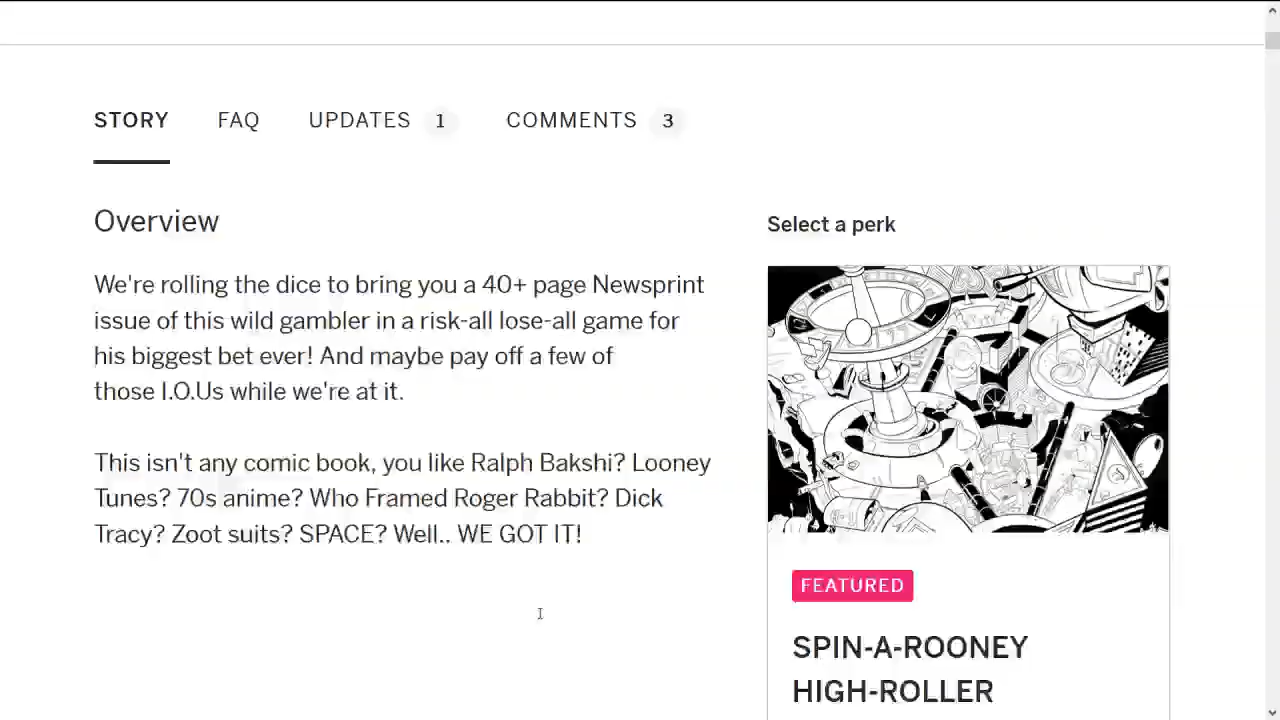 STORY FAQ UPDATES 1 COMMENTS 3
Overview
We're rolling the dice to bring you a 40+ page Newsprint
issue of this wild gambler in a risk-all lose-all game for
his biggest bet ever! And maybe pay off a few of
those I.O.Us while we're at it.
This isn't any comic book, you like Ralph Bakshi? Looney
Tunes? 70s anime? Who Framed Roger Rabbit? Dick
Tracy? Zoot suits? SPACE? Well.. WE GOT IT!
Select a perk
FEATURED
SPIN-A-ROONEY
HIGH-ROLLER